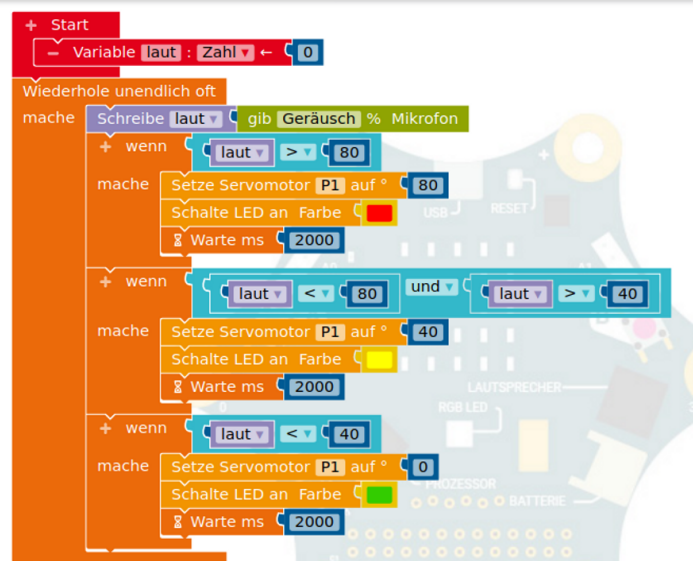 + Start
− Variable laut : Zahl ▾ ← 0
Wiederhole unendlich oft
mache Schreibe laut ▾ gib Geräusch % Mikrofon
+ wenn laut ▾ > ▾ 80
mache Setze Servomotor P1 auf ° 80
Schalte LED an Farbe
USB
RESET
Warte ms 2000
+ wenn laut ▾ < ▾ 80 und ▾ laut ▾ > ▾ 40
mache Setze Servomotor P1 auf ° 40
Schalte LED an Farbe
Warte ms 2000
LAUTSPRECHER
RGB LED
+ wenn laut ▾ < ▾ 40
mache Setze Servomotor P1 auf ° 0
PROZESSOR
Schalte LED an Farbe
BATTERIE
Warte ms 2000